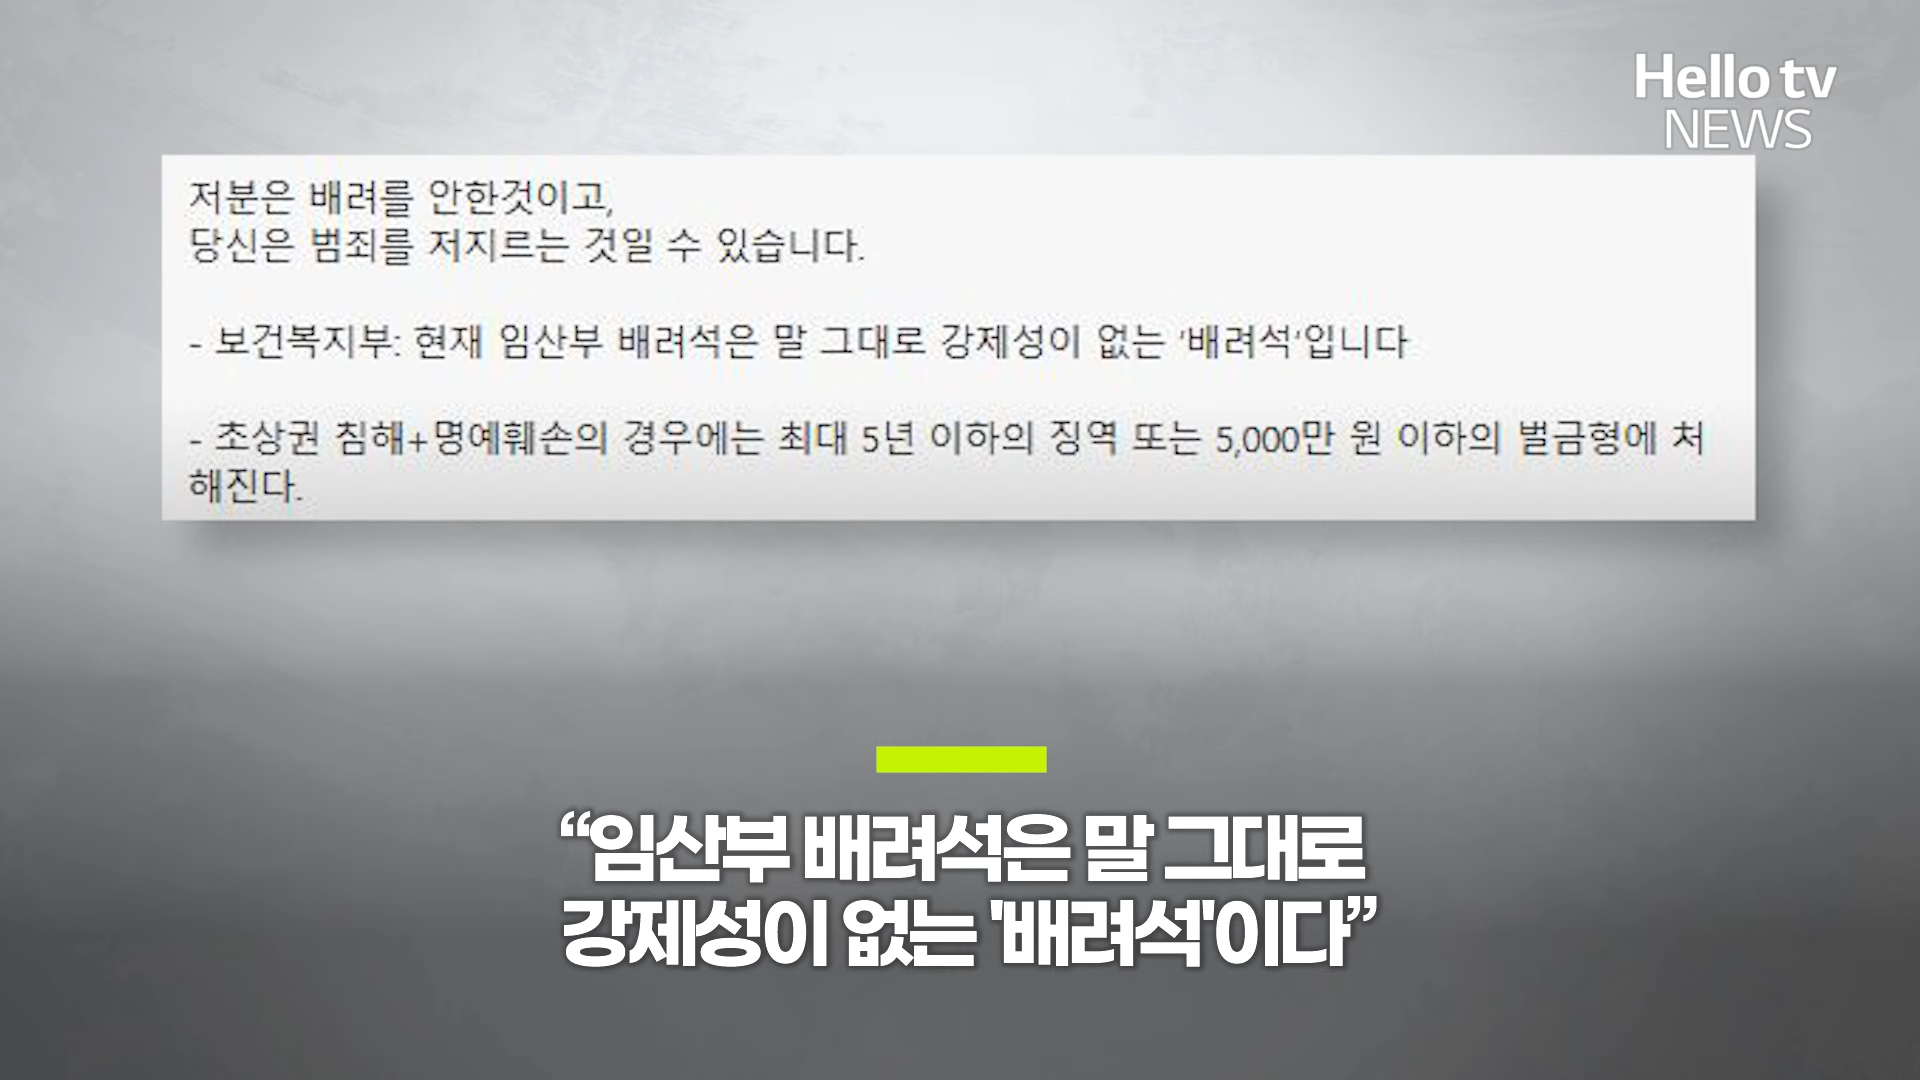 Hello tv
NEWS
저분은 배려를 안한것이고,
당신은 범죄를 저지르는 것일 수 있습니다.
- 보건복지부: 현재 임산부 배려석은 말 그대로 강제성이 없는 '배려석'입니다
- 초상권 침해+명예훼손의 경우에는 최대 5년 이하의 징역 또는 5,000만 원 이하의 벌금형에 처
해진다.
“임산부 배려석은 말 그대로
강제성이 없는 '배려석'이다”